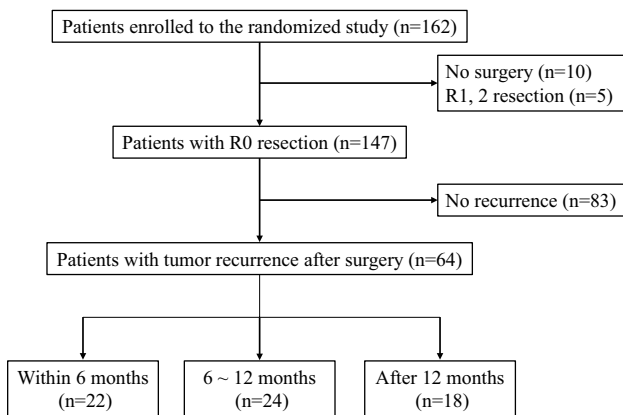 Patients enrolled to the randomized study (n=162)
No surgery (n=10)
R1, 2 resection (n=5)
Patients with R0 resection (n=147)
No recurrence (n=83)
Patients with tumor recurrence after surgery (n=64)
Within 6 months
(n=22)
6 ~ 12 months
(n=24)
After 12 months
(n=18)